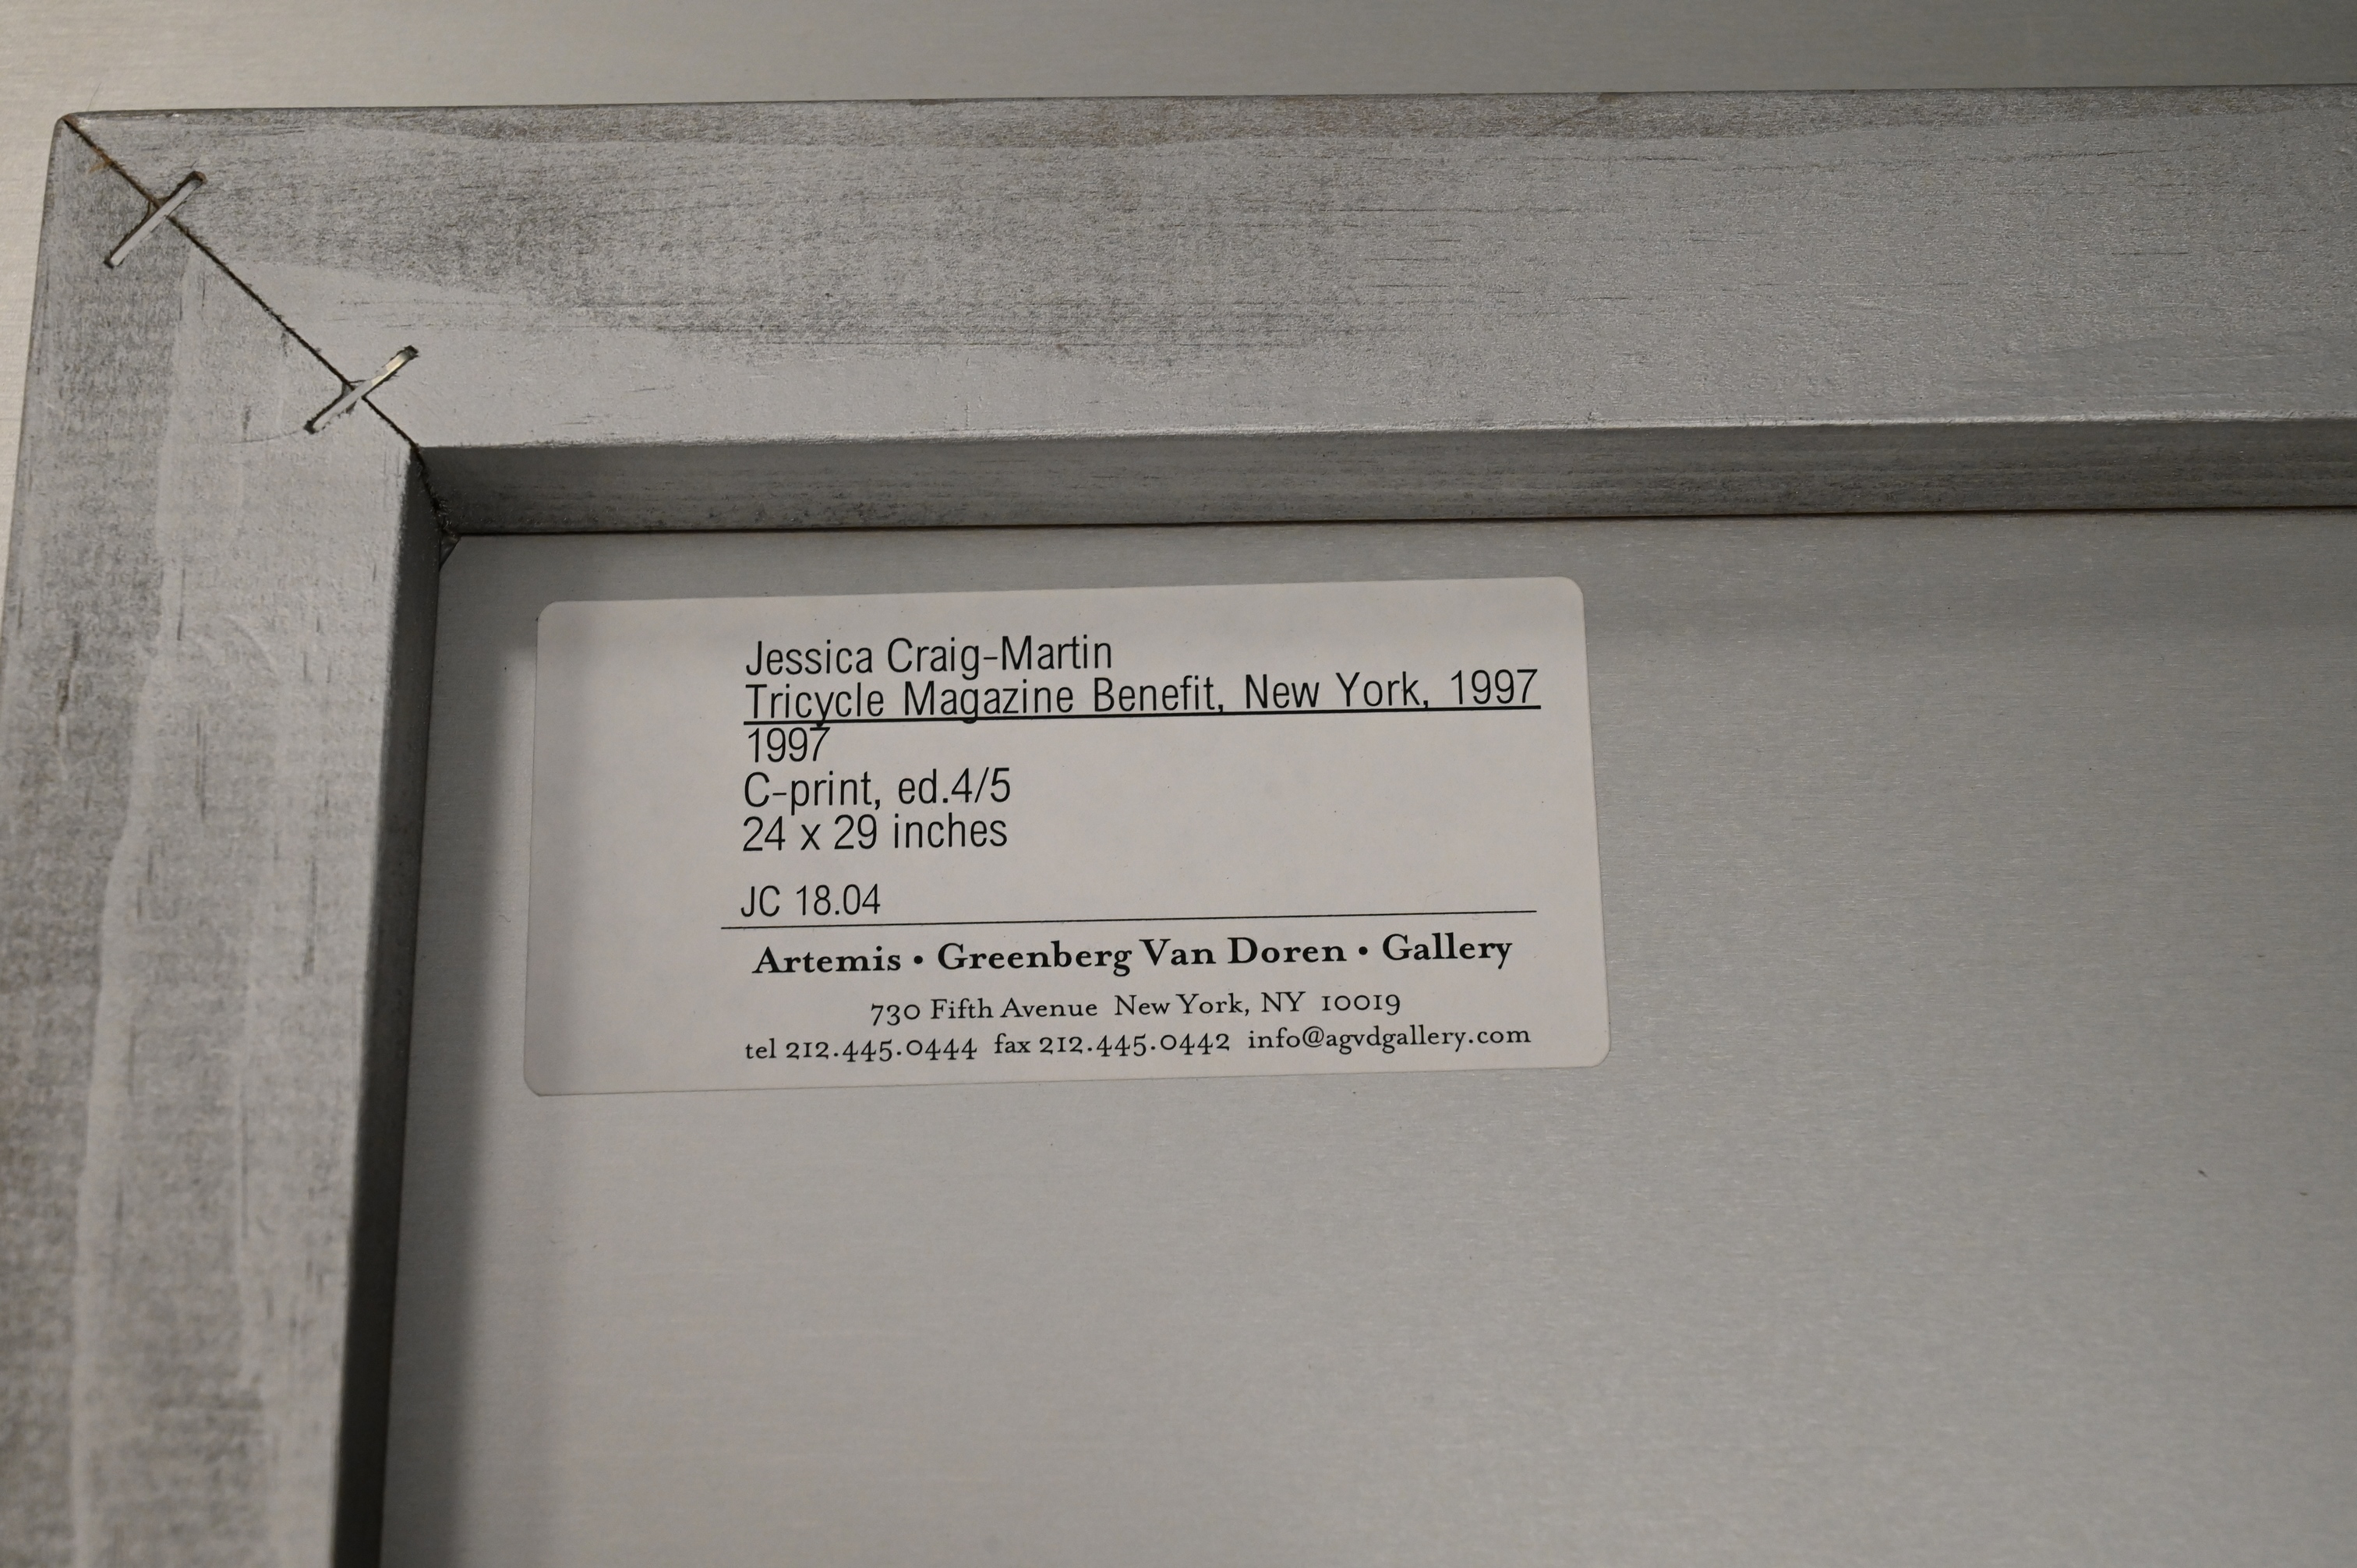 Jessica Craig-Martin
Tricycle Magazine Benefit, New York, 1997
1997
C-print, ed.4/5
24 x 29 inches
JC 18.04
Artemis • Greenberg Van Doren • Gallery
730 Fifth Avenue New York, NY 10019
tel 212.445.0444 fax 212.445.0442 info@agvdgallery.com